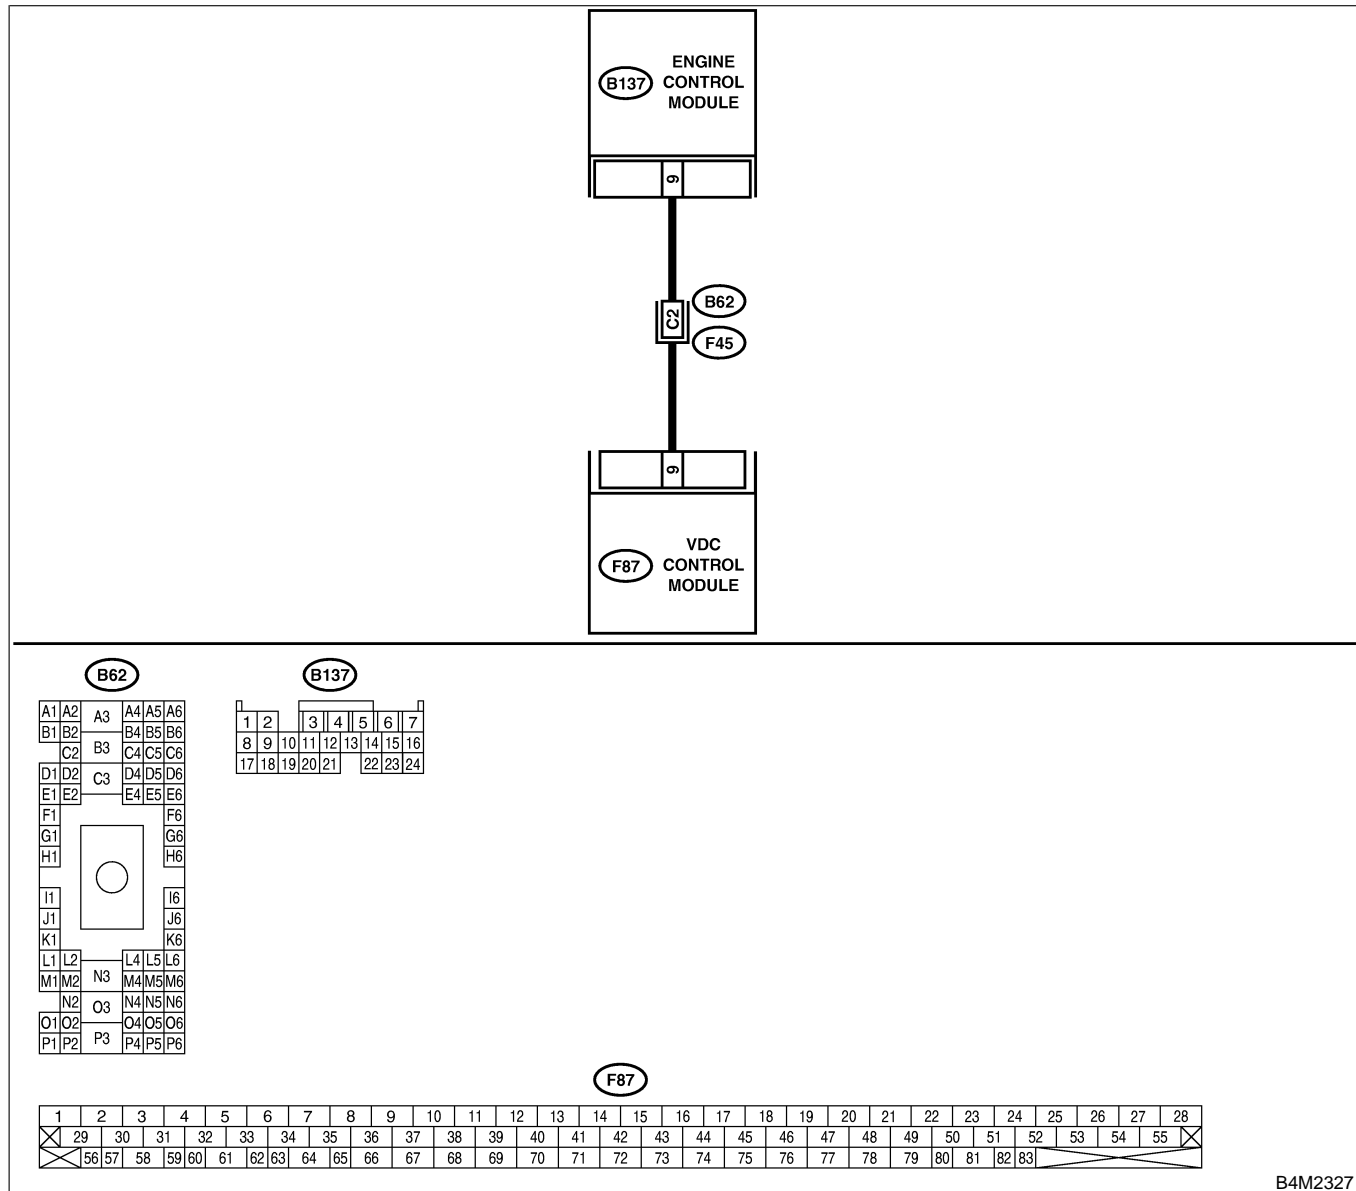 B137
ENGINE
CONTROL
MODULE
9
C2
B62
F45
9
F87
VDC
CONTROL
MODULE
B62
A1 A2 A3 A4 A5 A6
B1 B2 B3 B4 B5 B6
C2 C4 C5 C6
D1 D2 C3 D4 D5 D6
E1 E2 E4 E5 E6
F1 F6
G1 G6
H1 H6
I1 I6
J1 J6
K1 K6
L1 L2 L4 L5 L6
M1 M2 N3 M4 M5 M6
N2 O3 N4 N5 N6
O1 O2 O4 O5 O6
P1 P2 P3 P4 P5 P6
B137
1 2 3 4 5 6 7
8 9 10 11 12 13 14 15 16
17 18 19 20 21 22 23 24
F87
1 2 3 4 5 6 7 8 9 10 11 12 13 14 15 16 17 18 19 20 21 22 23 24 25 26 27 28
29 30 31 32 33 34 35 36 37 38 39 40 41 42 43 44 45 46 47 48 49 50 51 52 53 54 55
56 57 58 59 60 61 62 63 64 65 66 67 68 69 70 71 72 73 74 75 76 77 78 79 80 81 82 83
B4M2327